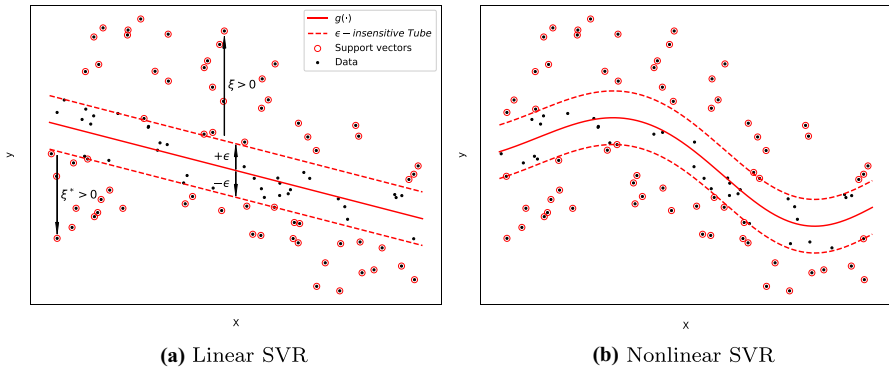 g(·)
ϵ − insensitive Tube
Support vectors
Data
ξ > 0
+ϵ
−ϵ
ξ* > 0
y
X
(a) Linear SVR
y
X
(b) Nonlinear SVR